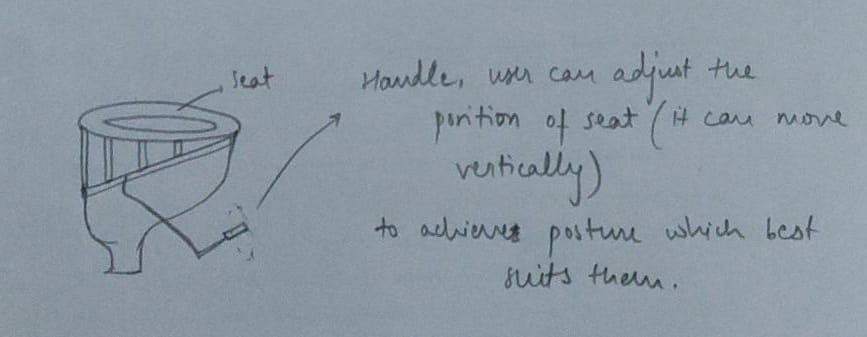 seat
Handle, user can adjust the
position of seat (it can move
vertically)
to achieve posture which best
suits them.